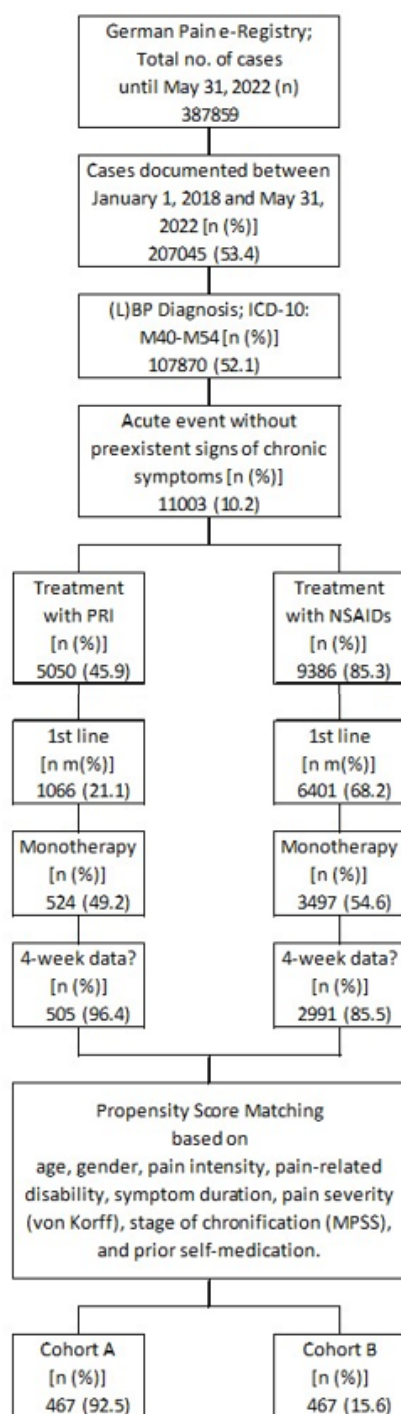 German Pain e-Registry;
Total no. of cases
until May 31, 2022 (n)
387859
Cases documented between
January 1, 2018 and May 31,
2022 [n (%)]
207045 (53.4)
(L)BP Diagnosis; ICD-10:
M40-M54 [n (%)]
107870 (52.1)
Acute event without
preexistent signs of chronic
symptoms [n (%)]
11003 (10.2)
Treatment
with PRI
[n (%)]
5050 (45.9)
Treatment
with NSAIDs
[n (%)]
9386 (85.3)
1st line
[n m(%)]
1066 (21.1)
1st line
[n (%)]
6401 (68.2)
Monotherapy
[n (%)]
524 (49.2)
Monotherapy
[n (%)]
3497 (54.6)
4-week data?
[n (%)]
505 (96.4)
4-week data?
[n (%)]
2991 (85.5)
Propensity Score Matching
based on
age, gender, pain intensity, pain-related
disability, symptom duration, pain severity
(von Korff), stage of chronification (MPSS),
and prior self-medication.
Cohort A
[n (%)]
467 (92.5)
Cohort B
[n (%)]
467 (15.6)